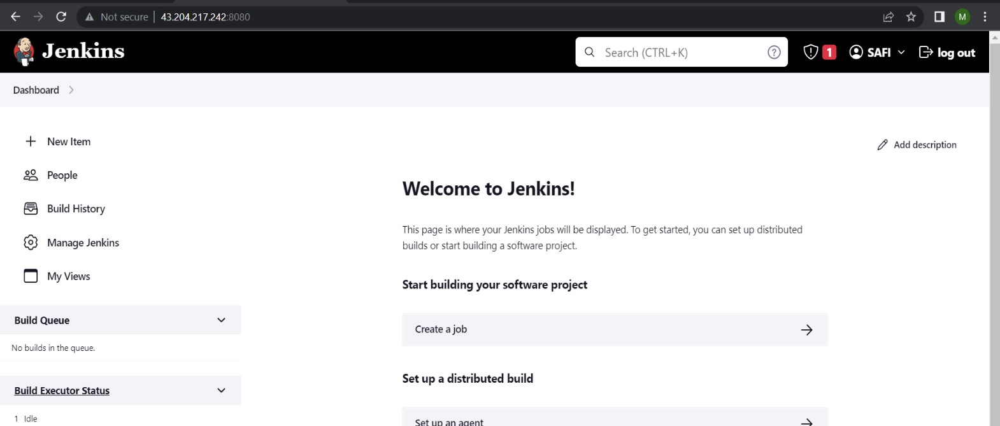 Not secure 43.204.217.242:8080
M
Jenkins
Search (CTRL+K)
?
1
SAFI
log out
Dashboard
New Item
People
Build History
Manage Jenkins
My Views
Build Queue
No builds in the queue.
Build Executor Status
1 Idle
Add description
Welcome to Jenkins!
This page is where your Jenkins jobs will be displayed. To get started, you can set up distributed
builds or start building a software project.
Start building your software project
Create a job
Set up a distributed build
Set up an agent